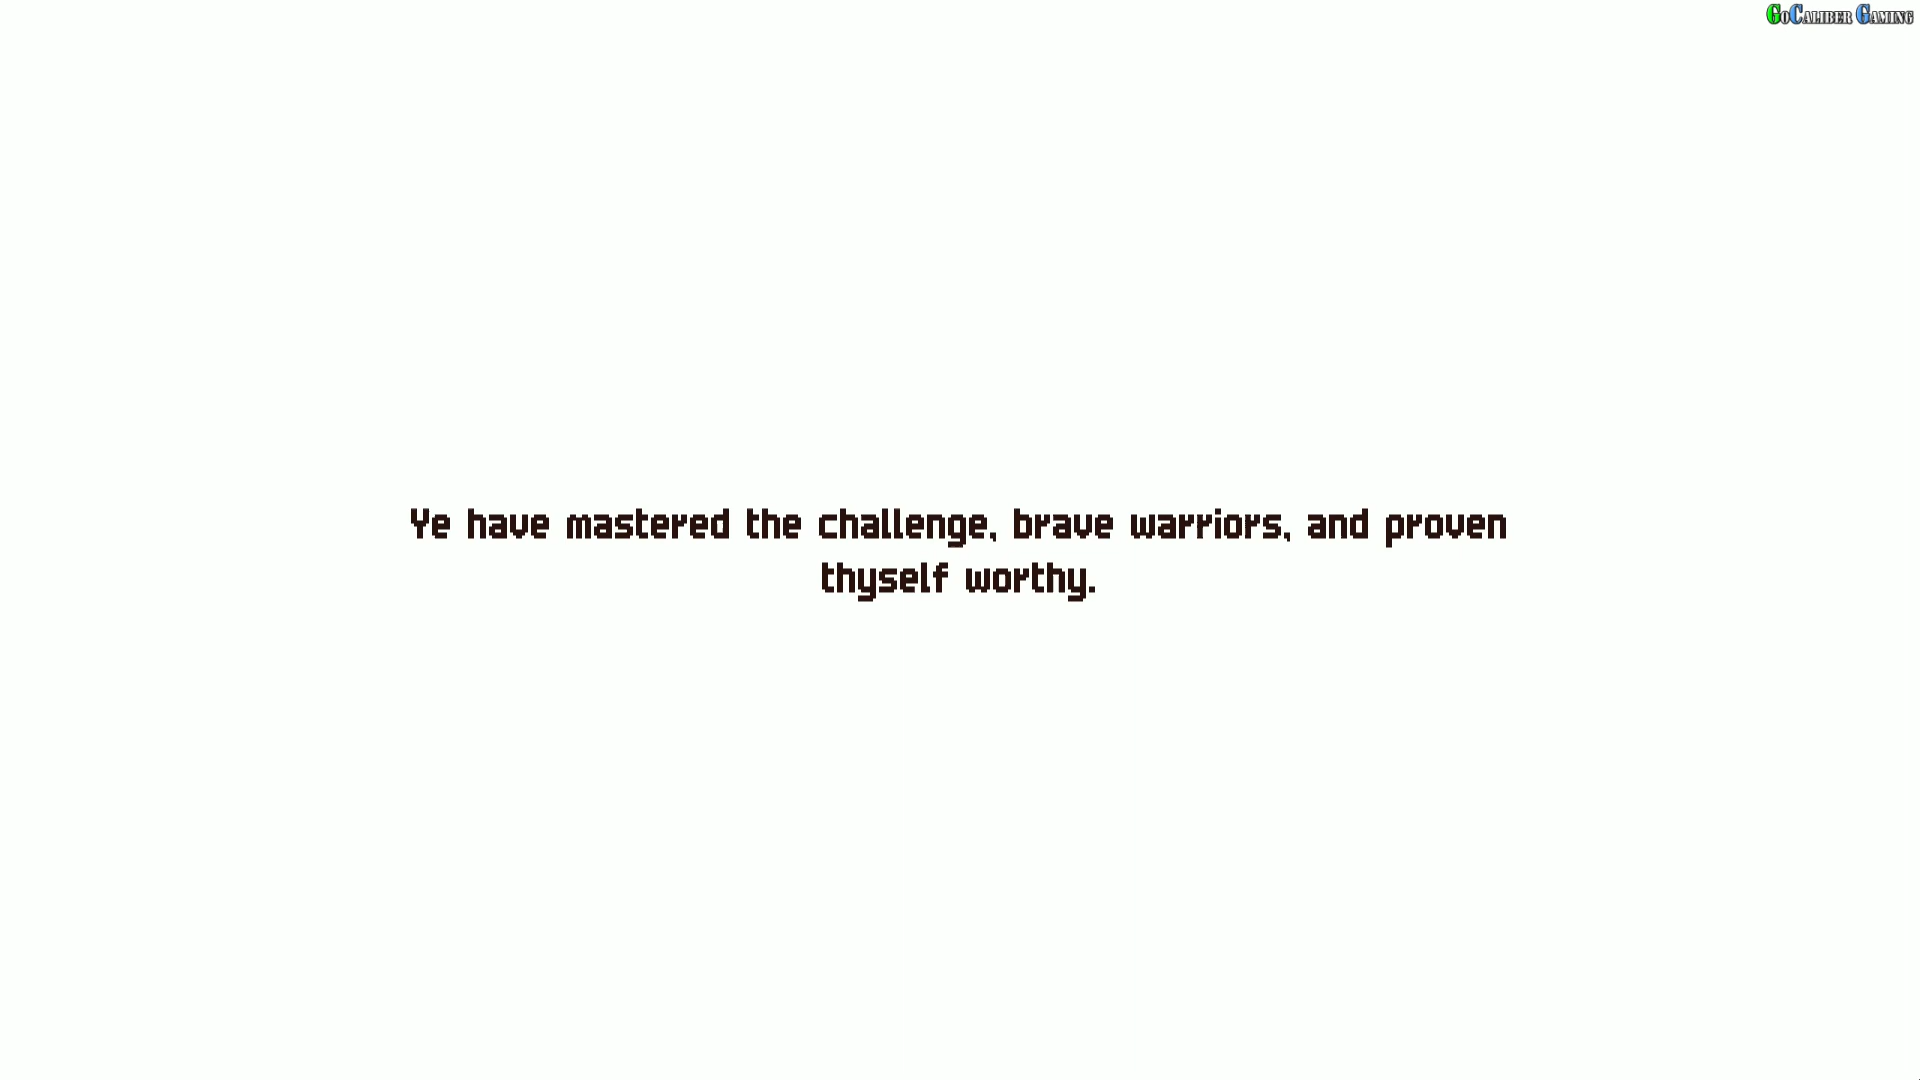 GoCaliber Gaming
Ye have mastered the challenge, brave warriors, and proven
thyself worthy.